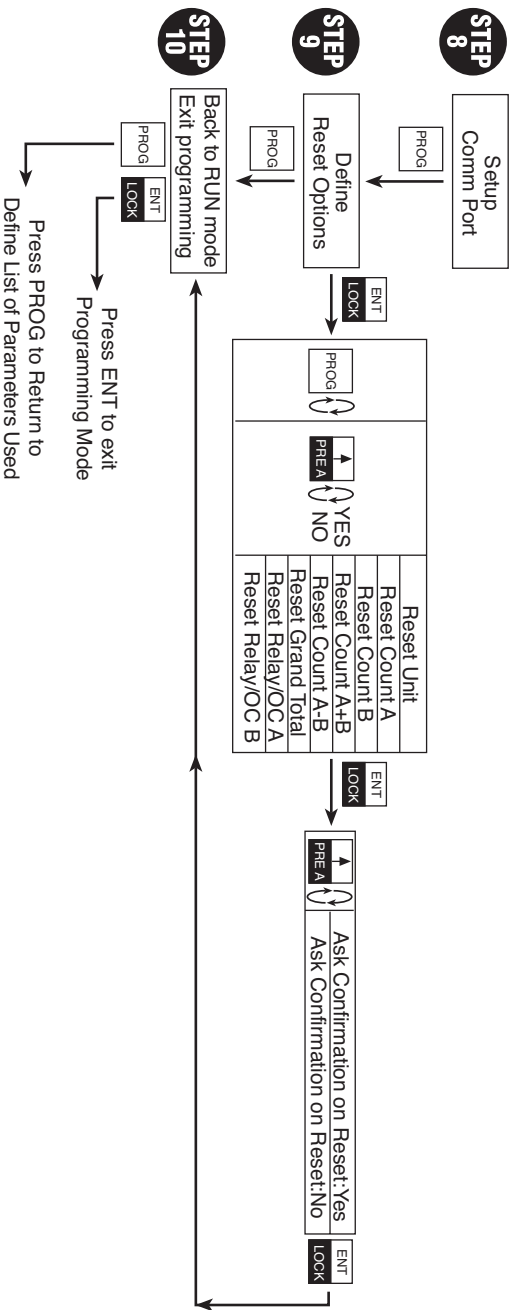 STEP
8
Setup
Comm Port
PROG
STEP
9
Define
Reset Options
PROG
ENT
LOCK
PROG
PRE A
YES
NO
Reset Unit
Reset Count A
Reset Count B
Reset Count A+B
Reset Count A-B
Reset Grand Total
Reset Relay/OC A
Reset Relay/OC B
ENT
LOCK
PRE A
Ask Confirmation on Reset:Yes
Ask Confirmation on Reset:No
ENT
LOCK
STEP
10
Back to RUN mode
Exit programming
PROG
ENT
LOCK
Press ENT to exit
Programming Mode
Press PROG to Return to
Define List of Parameters Used